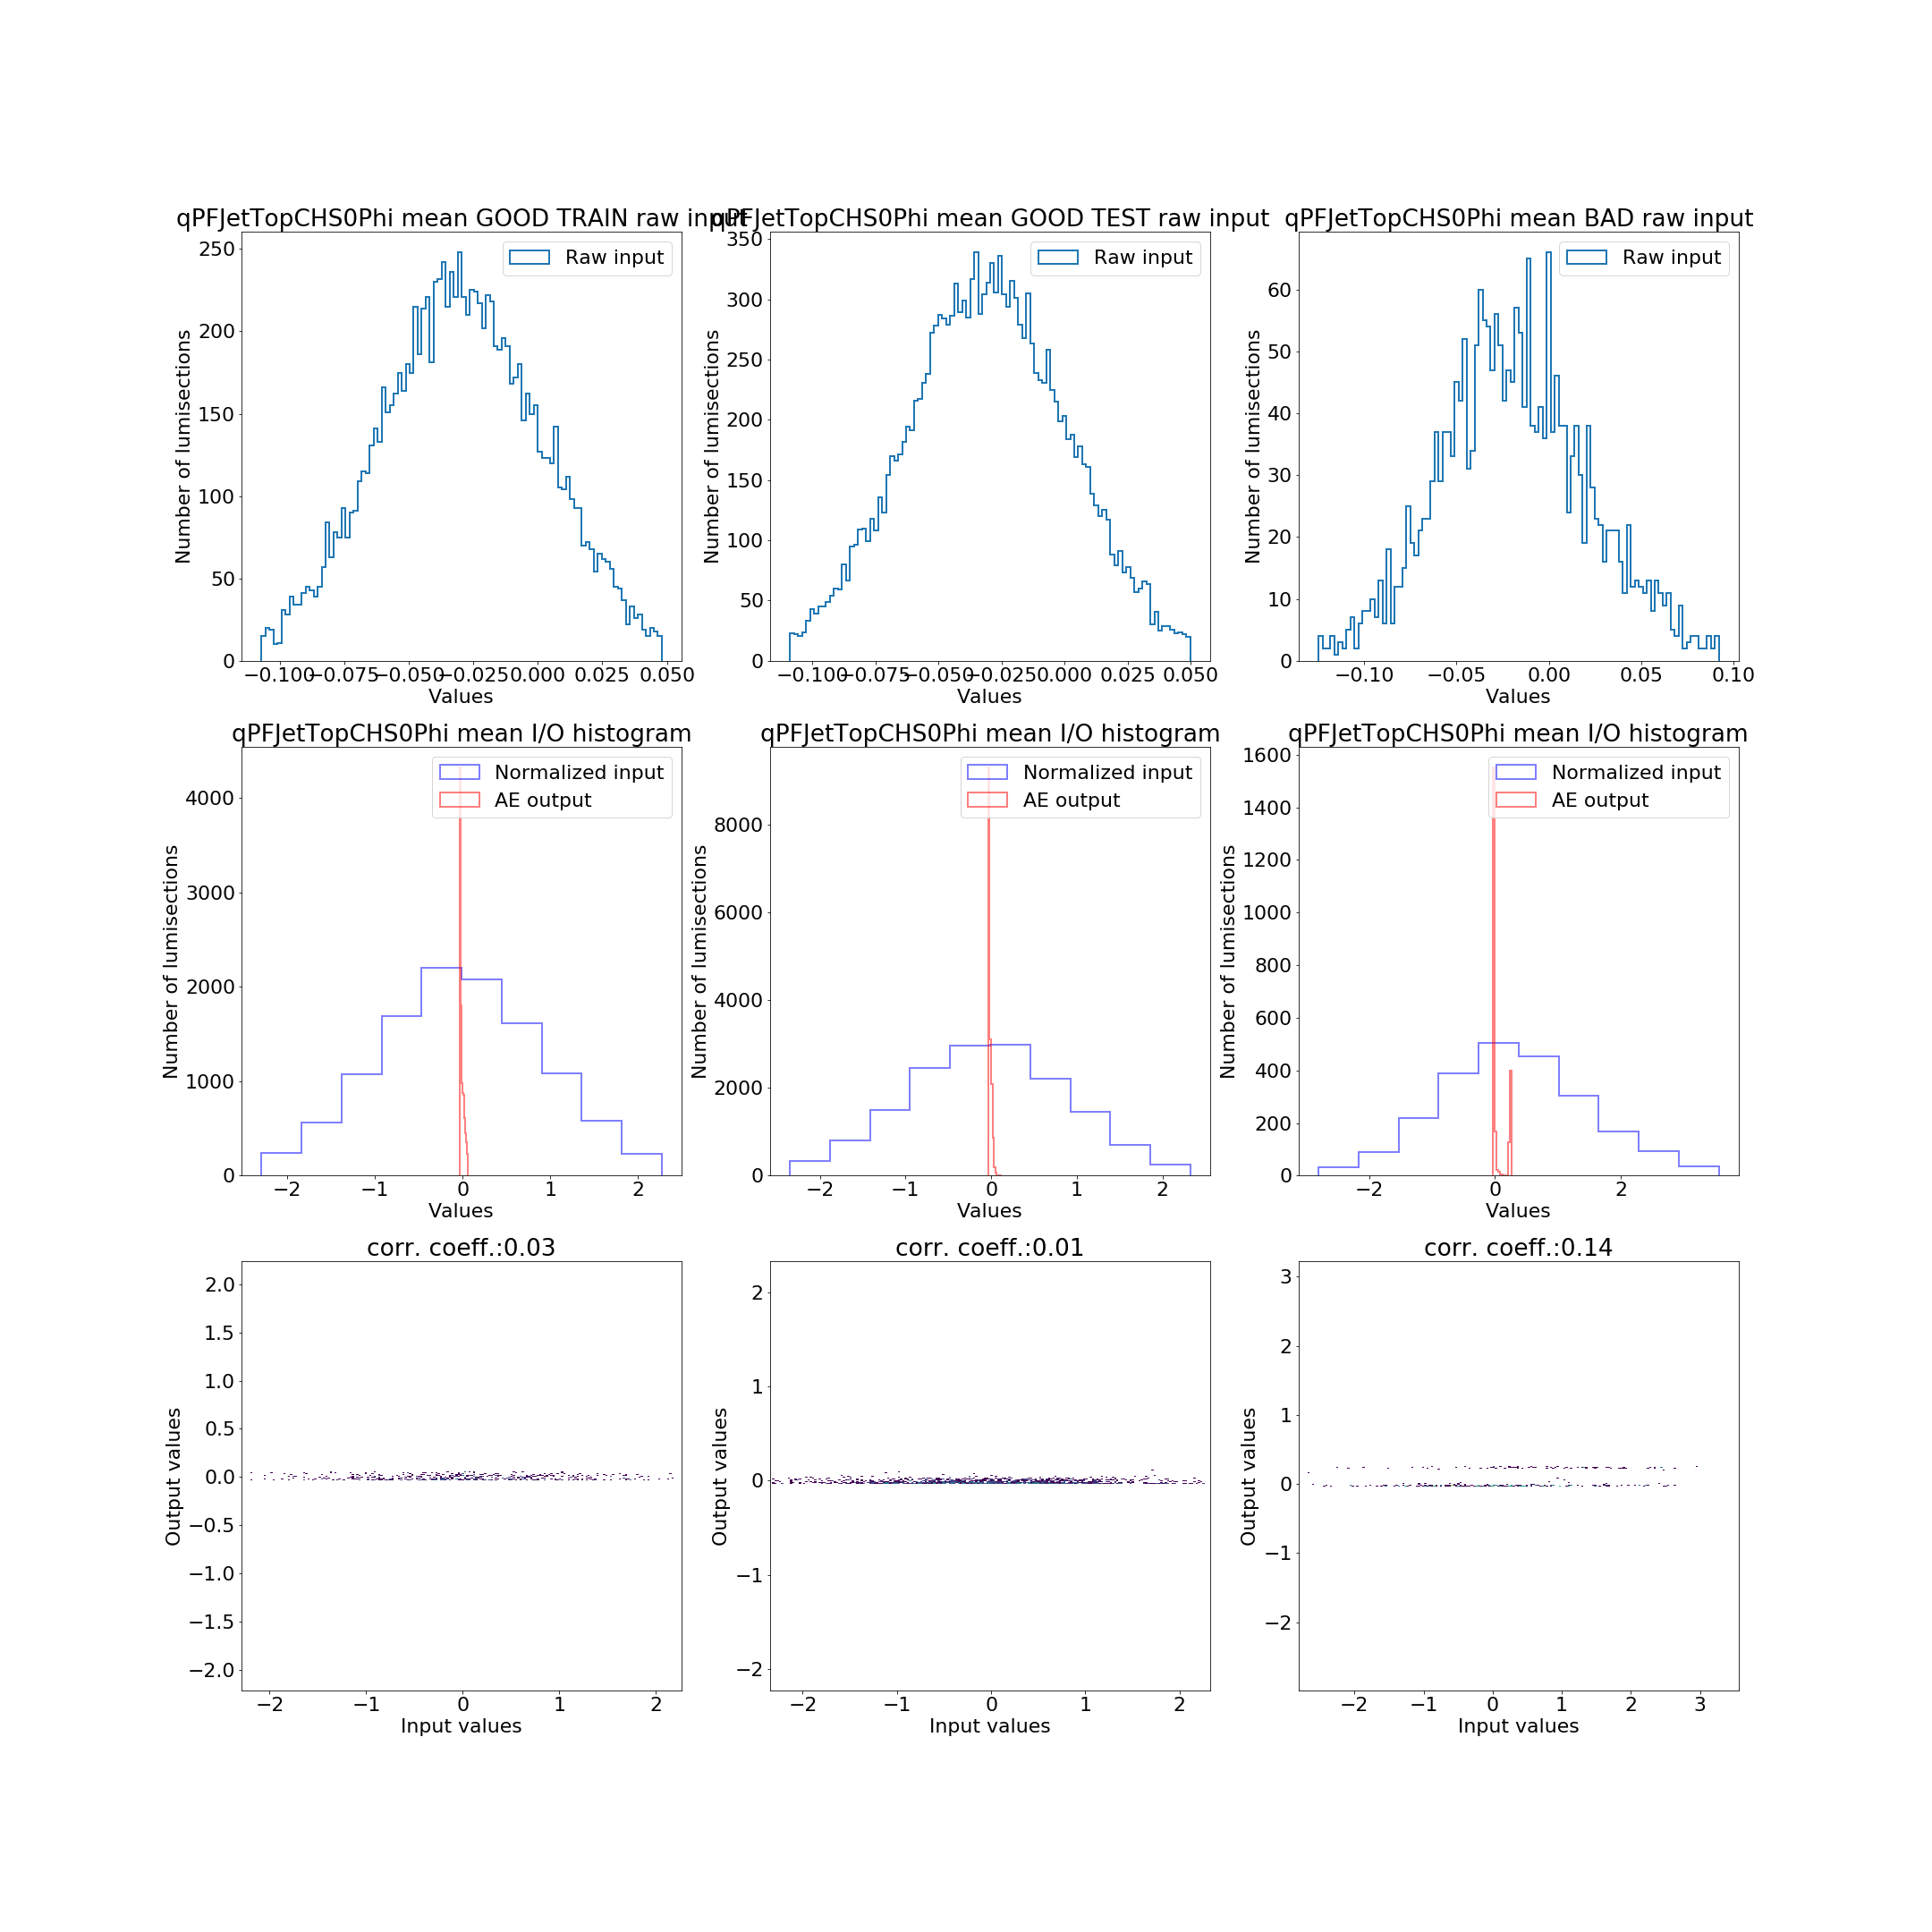 qPFJetTopCHS0Phi mean GOOD TRAIN raw input
Raw input
Number of lumisections
250
200
150
100
50
0
−0.100 −0.075 −0.050 −0.025 0.000 0.025 0.050
Values
qPFJetTopCHS0Phi mean GOOD TEST raw input
Raw input
Number of lumisections
350
300
250
200
150
100
50
0
−0.100 −0.075 −0.050 −0.025 0.000 0.025 0.050
Values
qPFJetTopCHS0Phi mean BAD raw input
Raw input
Number of lumisections
60
50
40
30
20
10
0
−0.10 −0.05 0.00 0.05 0.10
Values
qPFJetTopCHS0Phi mean I/O histogram
Normalized input
AE output
Number of lumisections
4000
3000
2000
1000
0
−2 −1 0 1 2
Values
qPFJetTopCHS0Phi mean I/O histogram
Normalized input
AE output
Number of lumisections
8000
6000
4000
2000
0
−2 −1 0 1 2
Values
qPFJetTopCHS0Phi mean I/O histogram
Normalized input
AE output
Number of lumisections
1600
1400
1200
1000
800
600
400
200
0
−2 0 2
Values
corr. coeff.:0.03
Output values
2.0
1.5
1.0
0.5
0.0
−0.5
−1.0
−1.5
−2.0
−2 −1 0 1 2
Input values
corr. coeff.:0.01
Output values
2
1
0
−1
−2
−2 −1 0 1 2
Input values
corr. coeff.:0.14
Output values
3
2
1
0
−1
−2
−2 −1 0 1 2 3
Input values